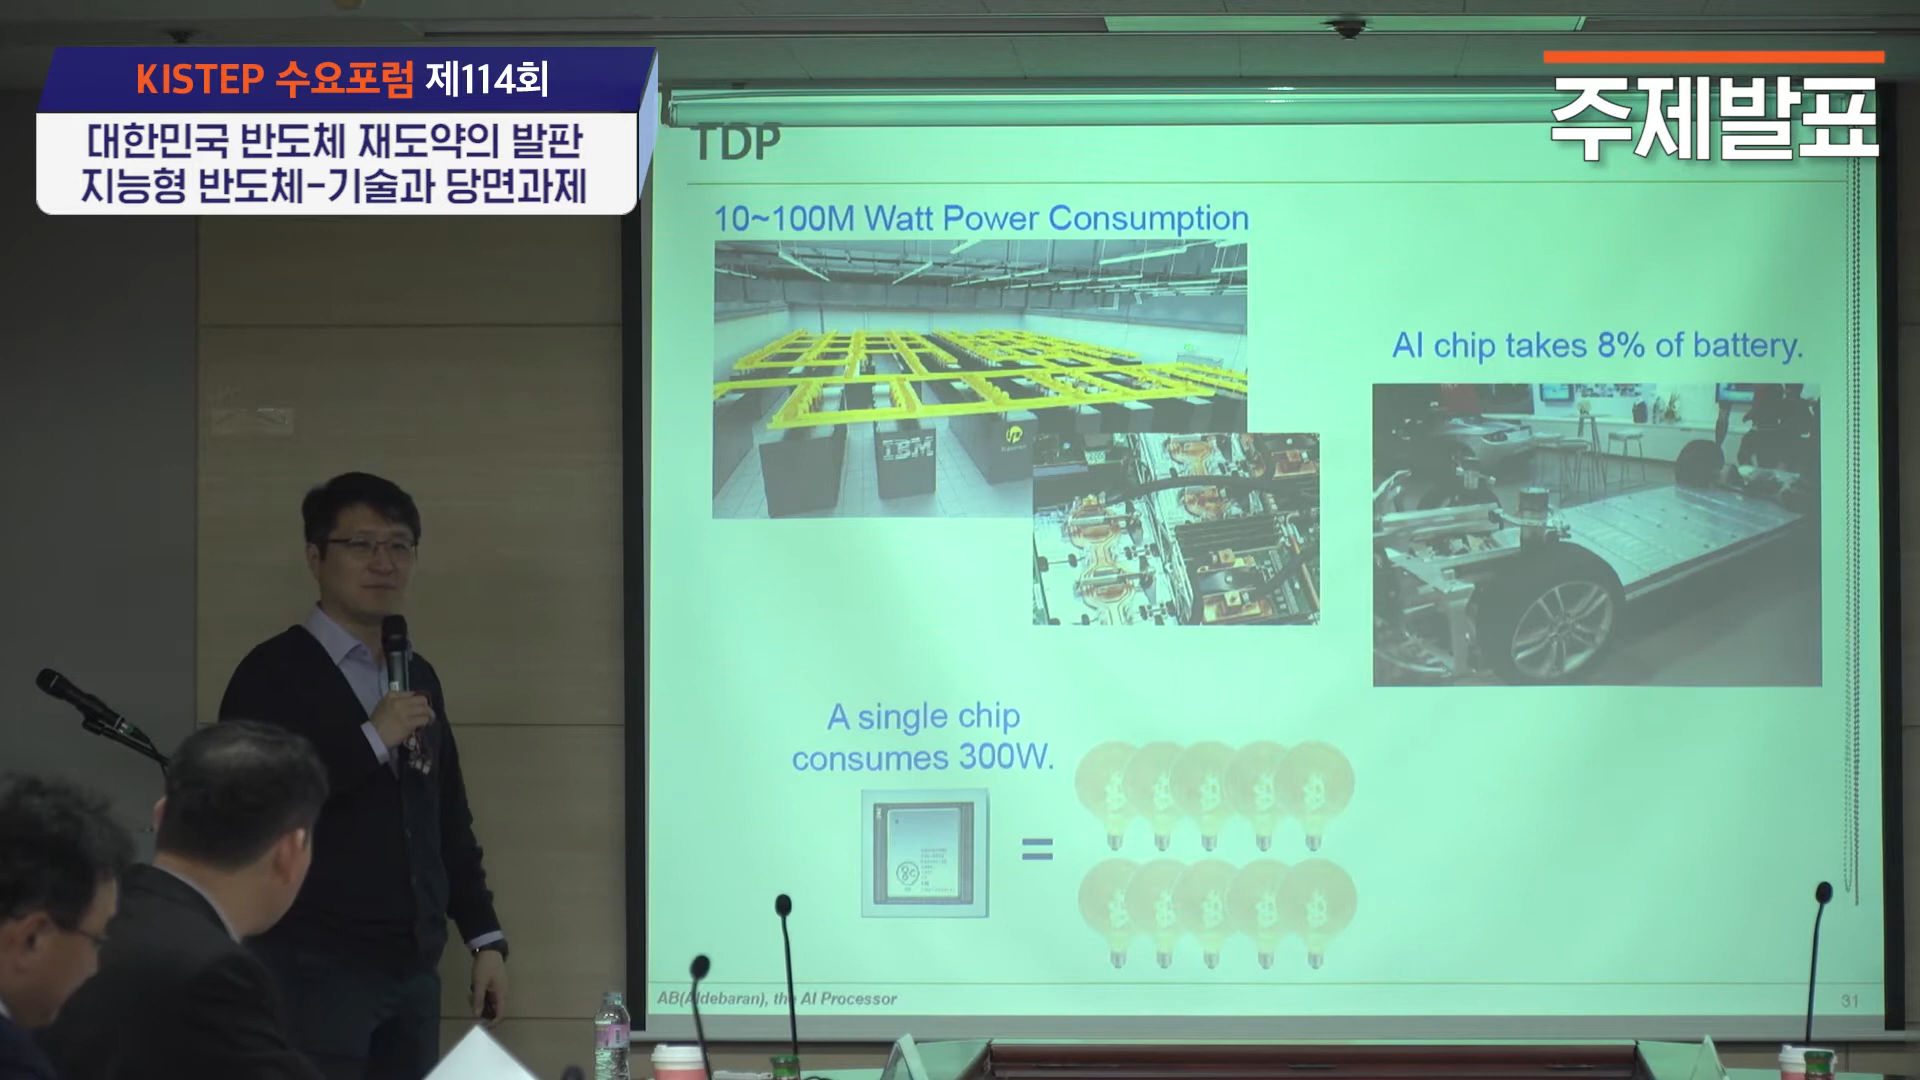 KISTEP 수요포럼 제114회
대한민국 반도체 재도약의 발판
지능형 반도체-기술과 당면과제
주제발표
TDP
10~100M Watt Power Consumption
IBM
AI chip takes 8% of battery.
A single chip
consumes 300W.
=
AB(Aldebaran), the AI Processor
31